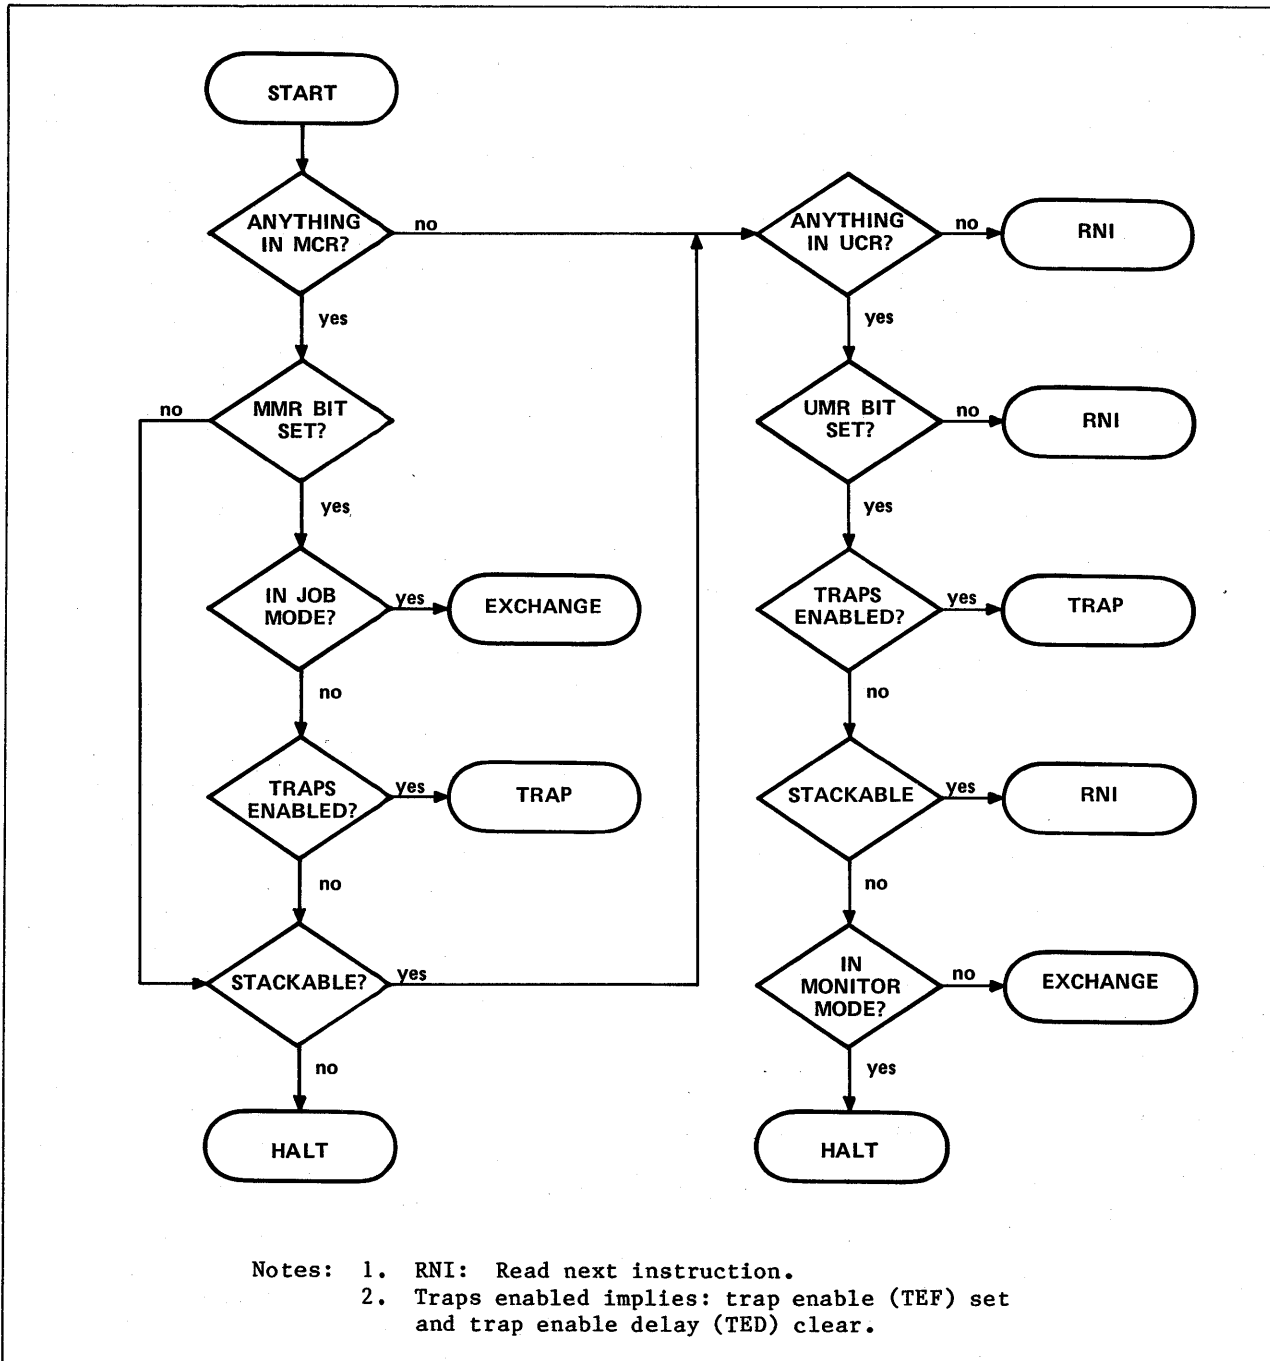 START
ANYTHING
IN MCR?
no
yes
MMR BIT
SET?
no
yes
IN JOB
MODE?
yes
EXCHANGE
no
TRAPS
ENABLED?
yes
TRAP
no
STACKABLE?
yes
no
HALT
ANYTHING
IN UCR?
no
RNI
yes
UMR BIT
SET?
no
RNI
yes
TRAPS
ENABLED?
yes
TRAP
no
STACKABLE
yes
RNI
no
IN
MONITOR
MODE?
no
EXCHANGE
yes
HALT
Notes: 1. RNI: Read next instruction.
2. Traps enabled implies: trap enable (TEF) set
and trap enable delay (TED) clear.